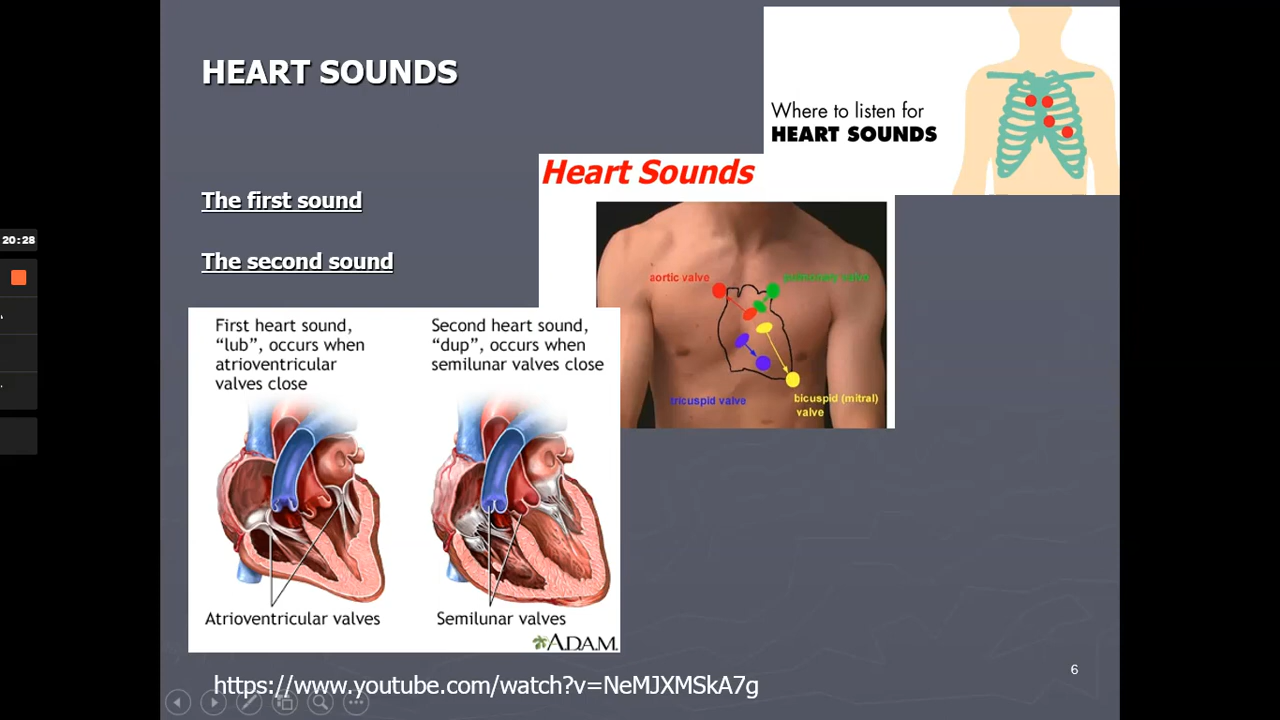 HEART SOUNDS
Where to listen for
HEART SOUNDS
Heart Sounds
The first sound
The second sound
aortic valve
pulmonary valve
tricuspid valve
bicuspid (mitral)
valve
First heart sound,
“lub”, occurs when
atrioventricular
valves close
Second heart sound,
“dup”, occurs when
semilunar valves close
Atrioventricular valves
Semilunar valves
A.D.A.M.
https://www.youtube.com/watch?v=NeMJXMSkA7g
6
20:28